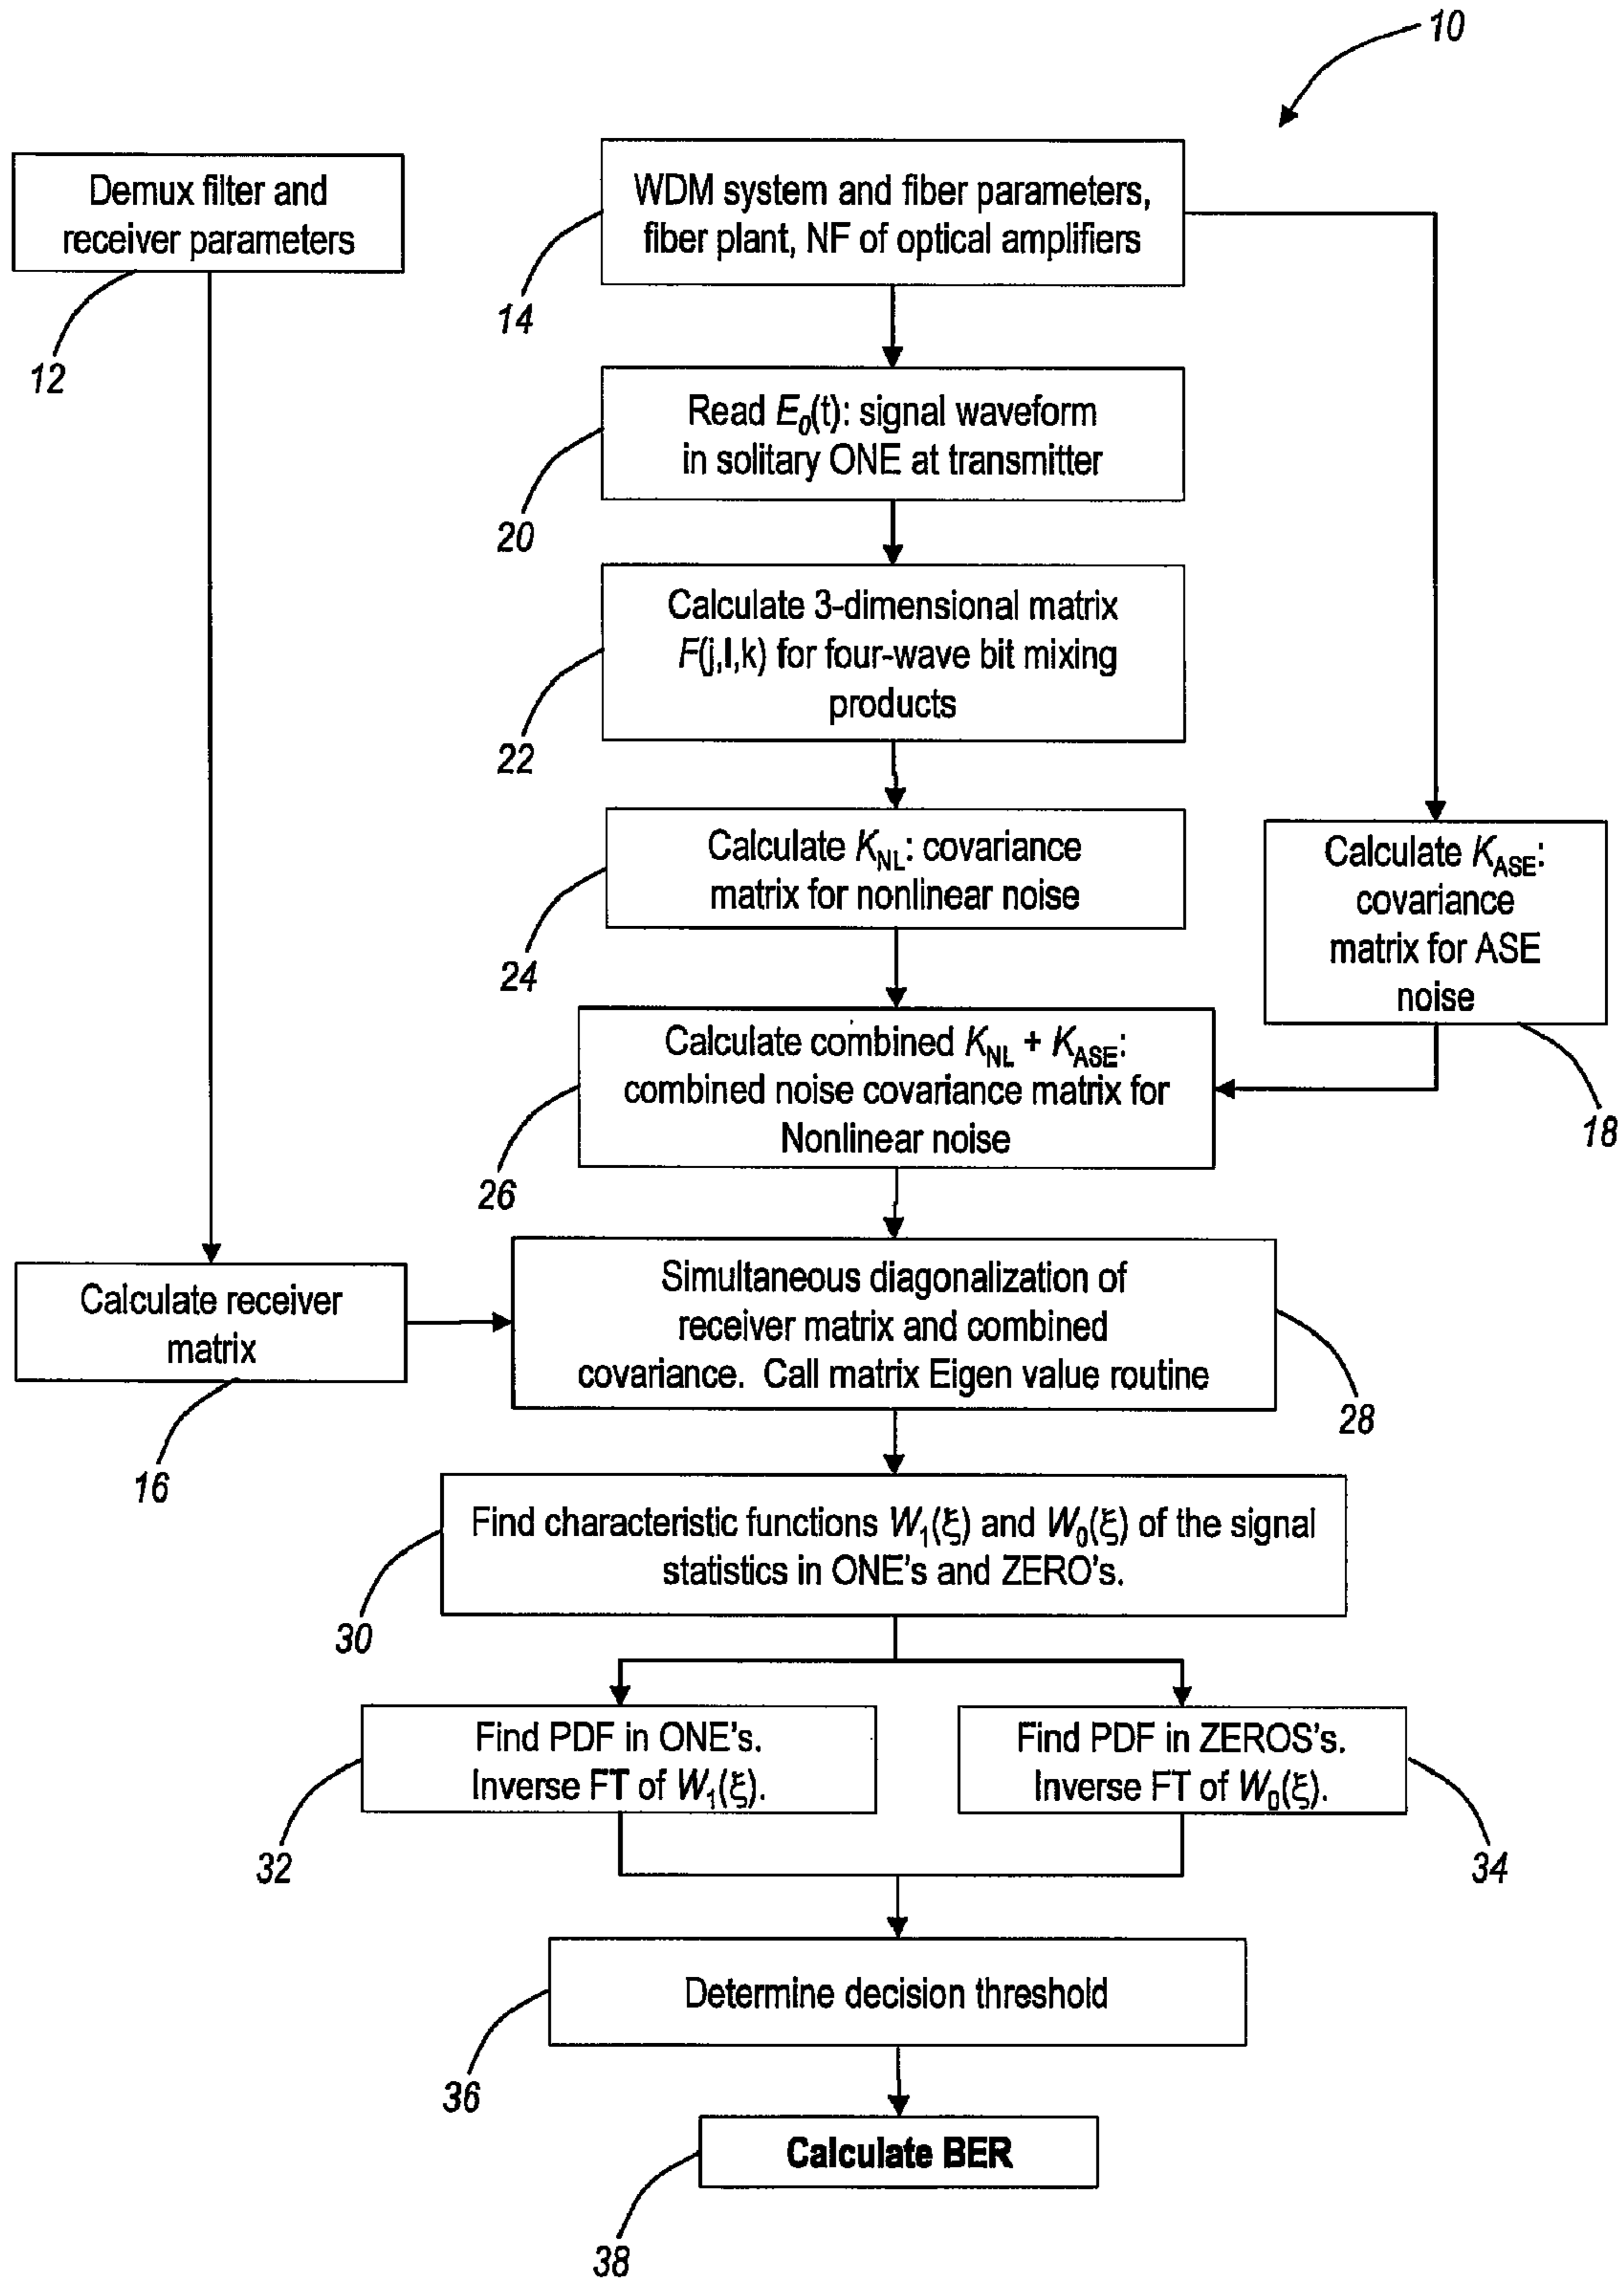 10
Demux filter and
receiver parameters
12
WDM system and fiber parameters,
fiber plant, NF of optical amplifiers
14
Read E0(t): signal waveform
in solitary ONE at transmitter
20
Calculate 3-dimensional matrix
F(j,l,k) for four-wave bit mixing
products
22
Calculate KNL: covariance
matrix for nonlinear noise
24
Calculate KASE:
covariance
matrix for ASE
noise
18
Calculate combined KNL + KASE:
combined noise covariance matrix for
Nonlinear noise
26
Calculate receiver
matrix
16
Simultaneous diagonalization of
receiver matrix and combined
covariance. Call matrix Eigen value routine
28
Find characteristic functions W1(ξ) and W0(ξ) of the signal
statistics in ONE's and ZERO's.
30
Find PDF in ONE's.
Inverse FT of W1(ξ).
32
Find PDF in ZEROS's.
Inverse FT of W0(ξ).
34
Determine decision threshold
36
Calculate BER
38